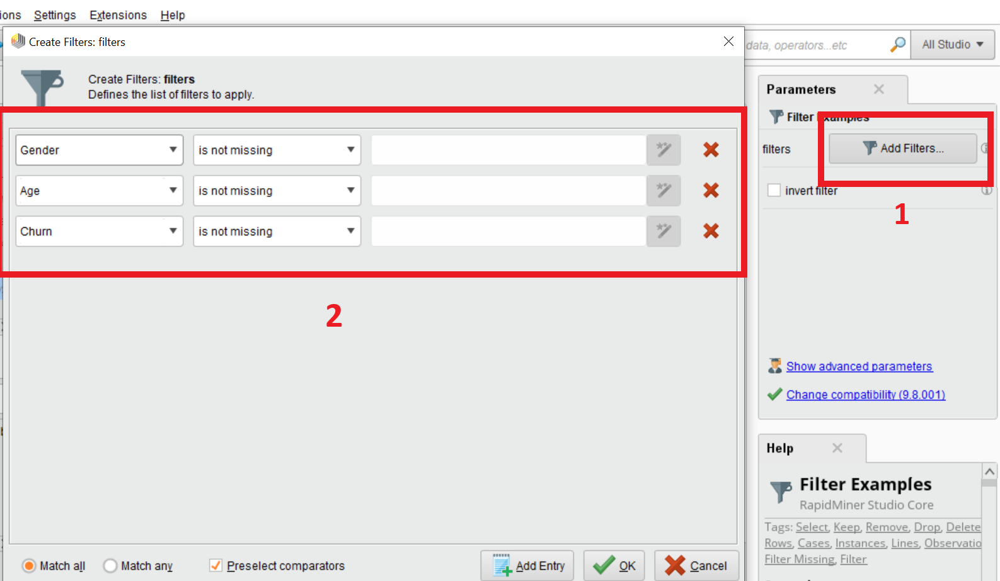 ions Settings Extensions Help
Create Filters: filters
data, operators...etc
All Studio
Create Filters: filters
Defines the list of filters to apply.
Gender is not missing
Age is not missing
Churn is not missing
2
Match all Match any Preselect comparators Add Entry OK Cancel
Parameters
Filter Examples
filters Add Filters...
invert filter
1
Show advanced parameters
Change compatibility (9.8.001)
Help
Filter Examples
RapidMiner Studio Core
Tags: Select, Keep, Remove, Drop, Delete
Rows, Cases, Instances, Lines, Observatio
Filter Missing, Filter